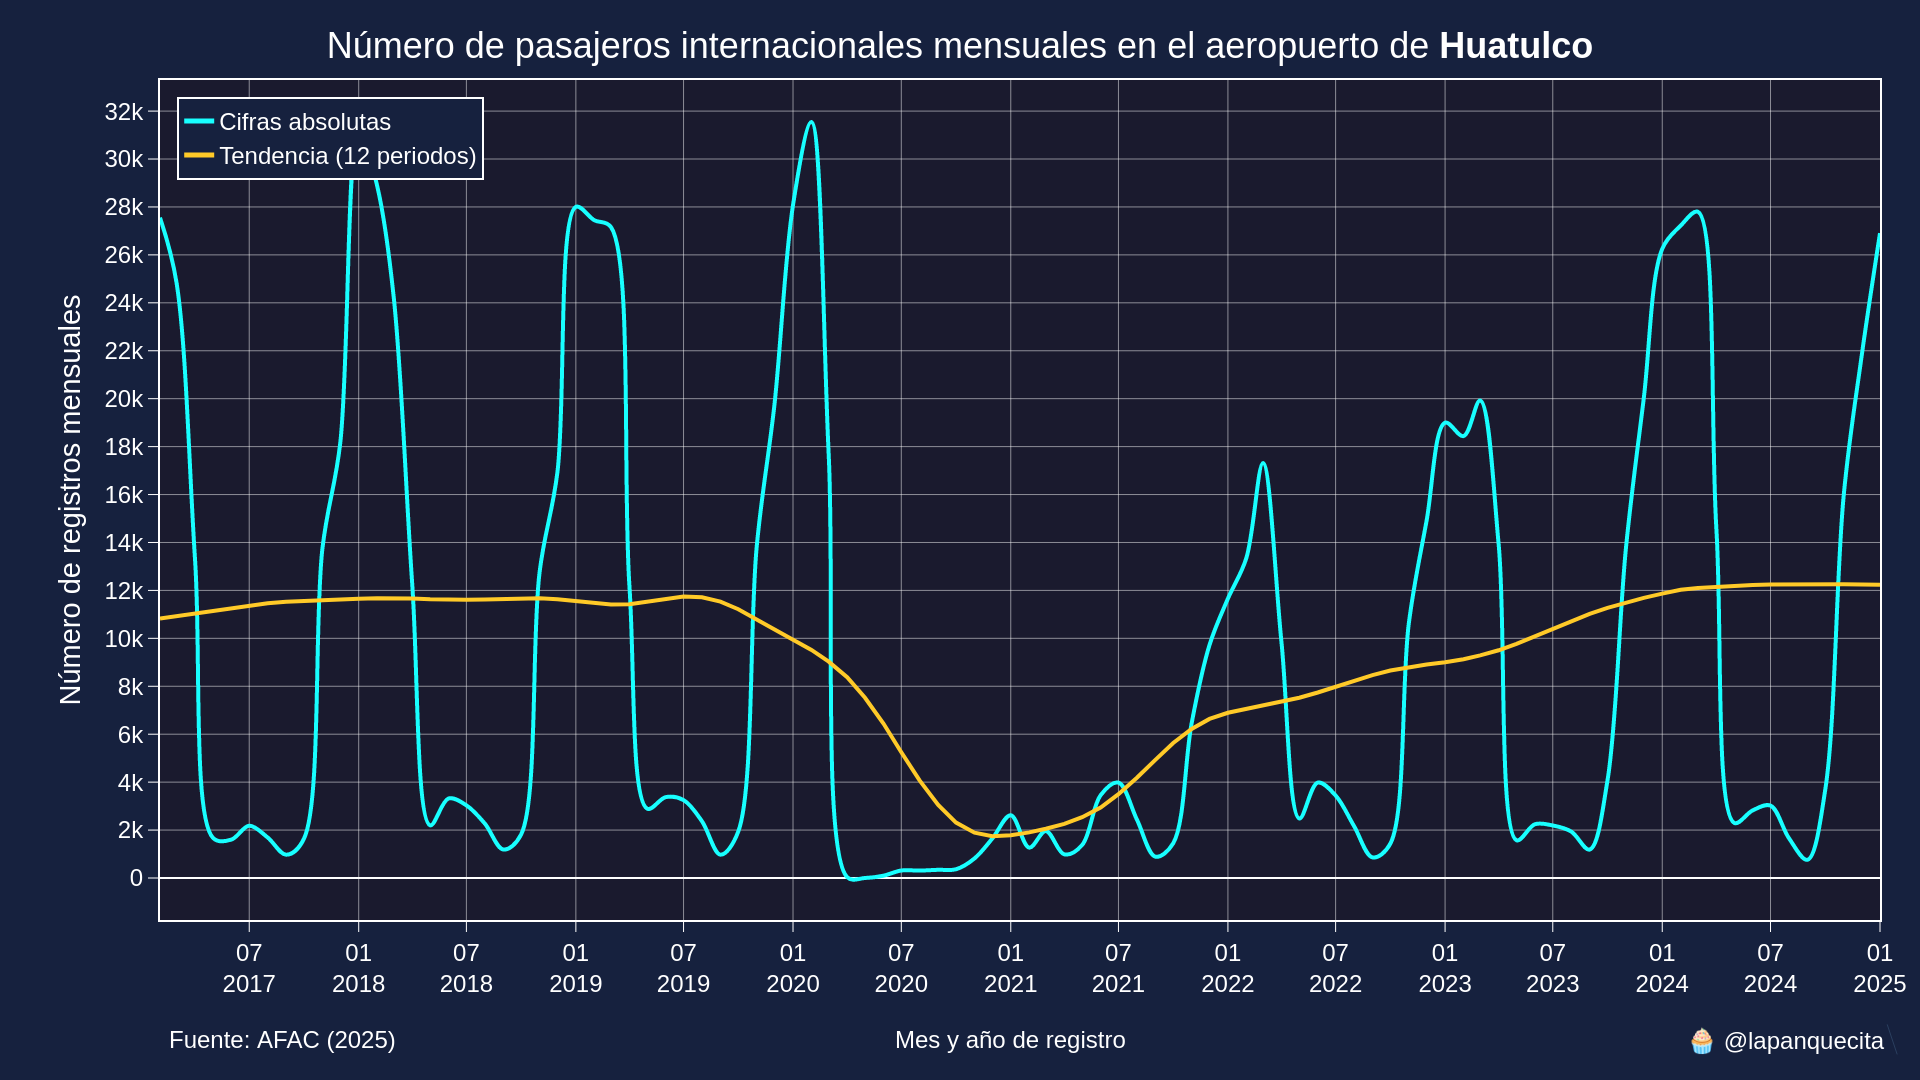 Número de pasajeros internacionales mensuales en el aeropuerto de Huatulco
Cifras absolutas
Tendencia (12 periodos)
Número de registros mensuales
32k
30k
28k
26k
24k
22k
20k
18k
16k
14k
12k
10k
8k
6k
4k
2k
0
07 01 07 01 07 01 07 01 07 01 07 01 07 01 07 01
2017 2018 2018 2019 2019 2020 2020 2021 2021 2022 2022 2023 2023 2024 2024 2025
Fuente: AFAC (2025)
Mes y año de registro
🧁 @lapanquecita